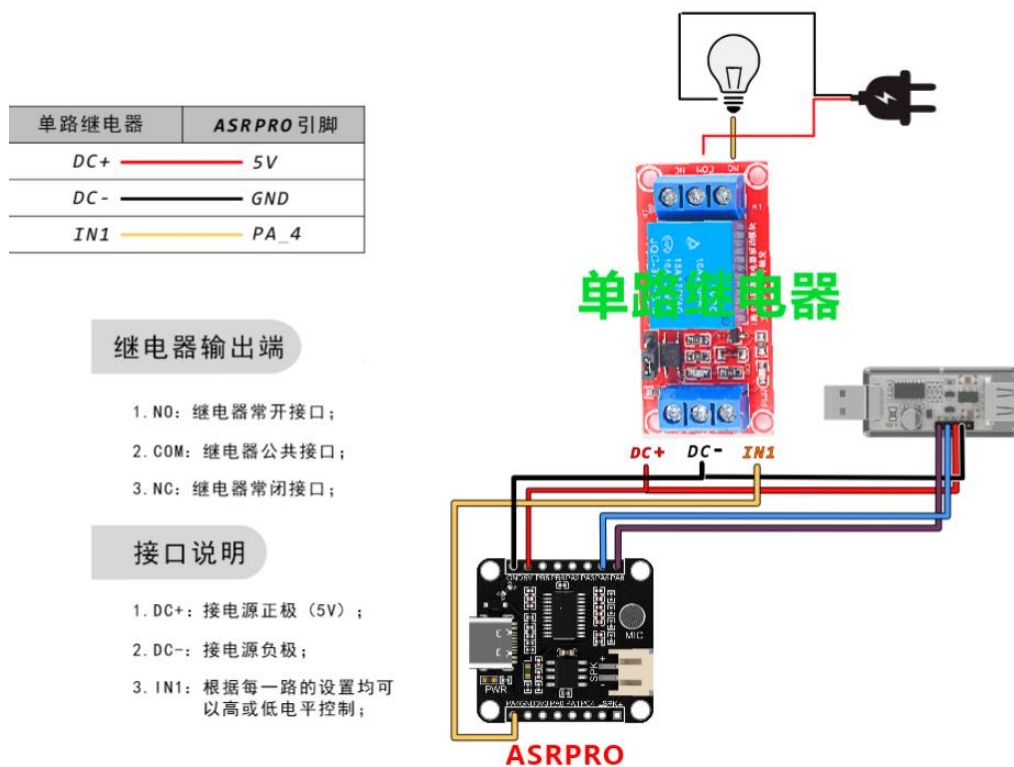 单路继电器 ASRPRO引脚
DC+ 5V
DC- GND
IN1 PA_4
继电器输出端
1.NO：继电器常开接口；
2.COM：继电器公共接口；
3.NC：继电器常闭接口；
接口说明
1.DC+：接电源正极（5V）；
2.DC-：接电源负极；
3.IN1：根据每一路的设置均可
以高或低电平控制；
NC COM NO
单路继电器
DC+ DC- IN1
MIC
SPK
PWR
ASRPRO